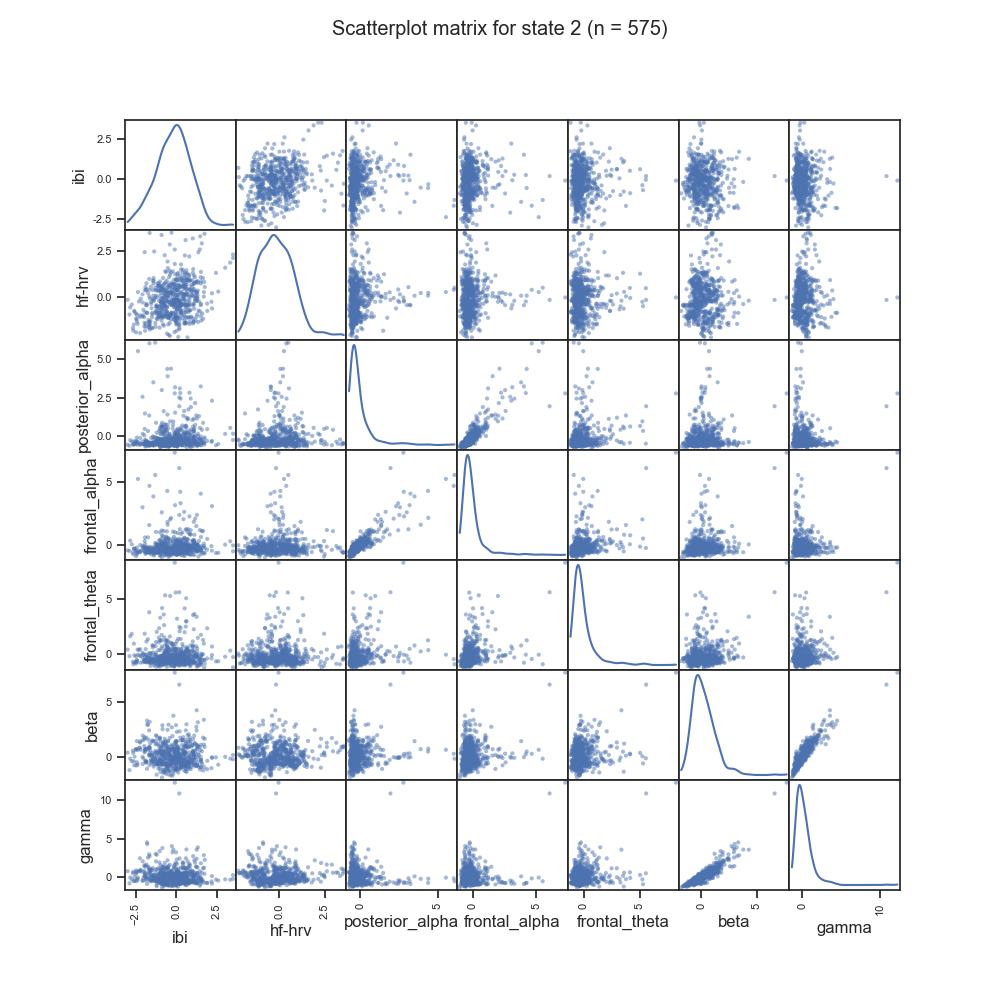 Scatterplot matrix for state 2 (n = 575)
ibi
2.5
0.0
−2.5
hf-hrv
2.5
0.0
posterior_alpha
5.0
2.5
0.0
frontal_alpha
5
0
frontal_theta
5
0
beta
5
0
gamma
10
5
0
−2.5 0.0 2.5 0.0 2.5 0 5 0 5 0 5 0 5 0 10
ibi hf-hrv posterior_alpha frontal_alpha frontal_theta beta gamma